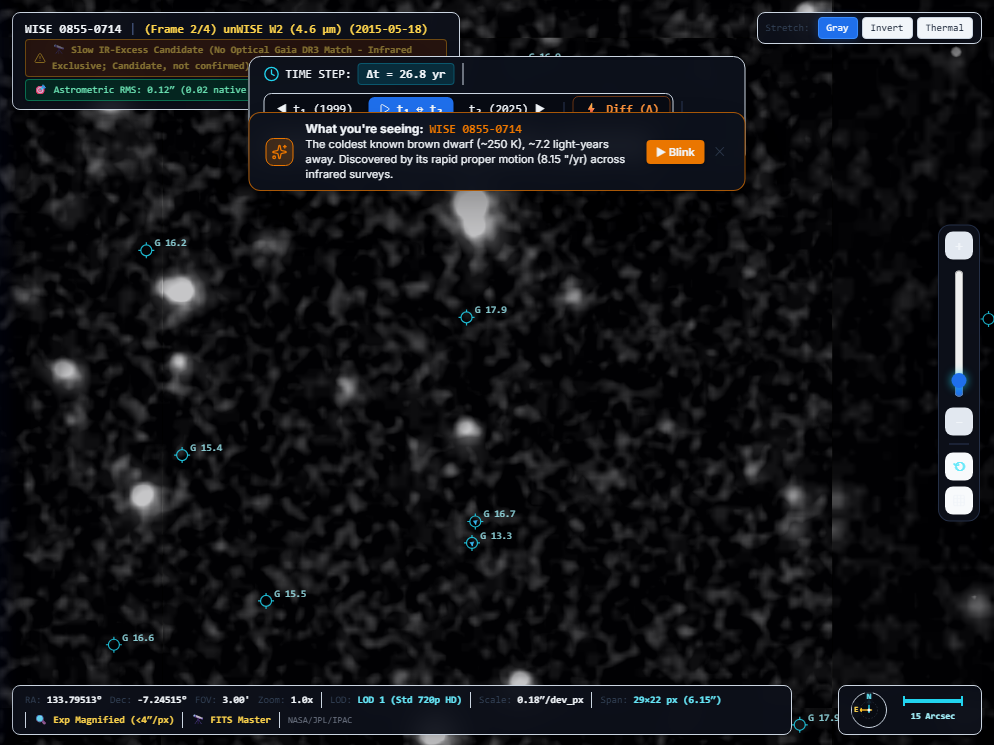 WISE 0855-0714 | (Frame 2/4) unWISE W2 (4.6 μm) (2015-05-18)
Slow IR-Excess Candidate (No Optical Gaia DR3 Match - Infrared
Exclusive; Candidate, not confirmed)
Astrometric RMS: 0.12” (0.02 native
Stretch: Gray Invert Thermal
TIME STEP: Δt = 26.8 yr
◀ t₁ (1999) ▷ t₁ ↔ t₂ t₂ (2025) ▶ Diff (Δ)
What you're seeing: WISE 0855-0714
The coldest known brown dwarf (~250 K), ~7.2 light-years
away. Discovered by its rapid proper motion (8.15 "/yr) across
infrared surveys.
▶ Blink
G 16.2
G 17.9
G 15.4
G 16.7
G 13.3
G 15.5
G 16.6
RA: 133.79513° Dec: -7.24515° FOV: 3.00' Zoom: 1.0x | LOD: LOD 1 (Std 720p HD) | Scale: 0.18”/dev_px | Span: 29×22 px (6.15”)
| Exp Magnified (<4”/px) | FITS Master | NASA/JPL/IPAC
G 17.9
N
E
15 Arcsec